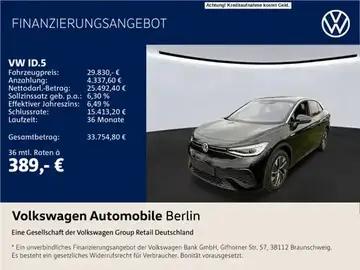 Achtung! Kreditaufnahme kostet Geld.
FINANZIERUNGSANGEBOT
VW ID.5
Fahrzeugpreis: 29.830,- €
Anzahlung: 4.337,60 €
Nettodarl.-Betrag: 25.492,40 €
Sollzinssatz geb. p.a.: 6,30 %
Effektiver Jahreszins: 6,49 %
Schlussrate: 15.413,20 €
Laufzeit: 36 Monate
Gesamtbetrag: 33.754,80 €
36 mtl. Raten à
389,- €
Volkswagen Automobile Berlin
Eine Gesellschaft der Volkswagen Group Retail Deutschland
* Ein unverbindliches Finanzierungsangebot der Volkswagen Bank GmbH, Gifhorner Str. 57, 38112 Braunschweig.
Es besteht ein gesetzliches Widerrufsrecht für Verbraucher. Bonität vorausgesetzt.